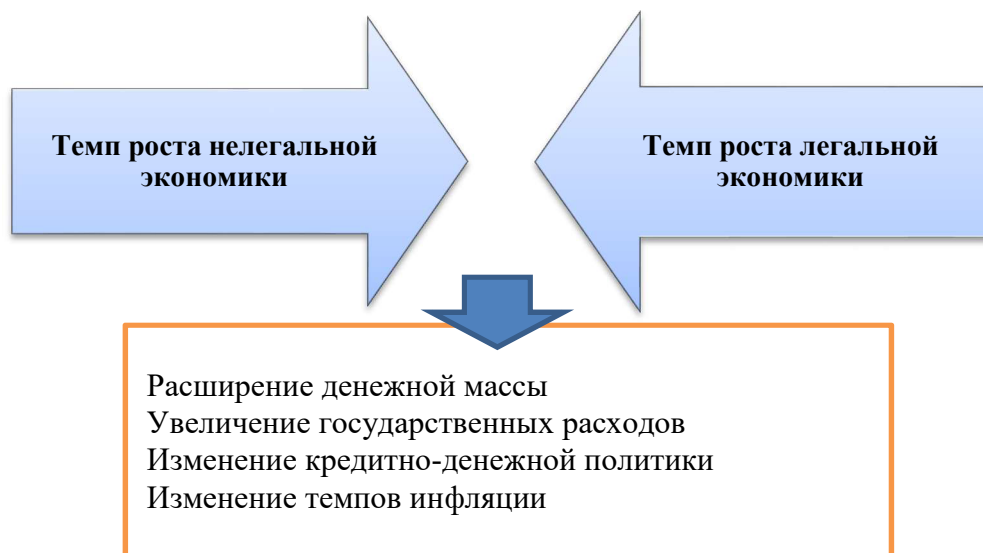 Темп роста нелегальной
экономики
Темп роста легальной
экономики
Расширение денежной массы
Увеличение государственных расходов
Изменение кредитно-денежной политики
Изменение темпов инфляции